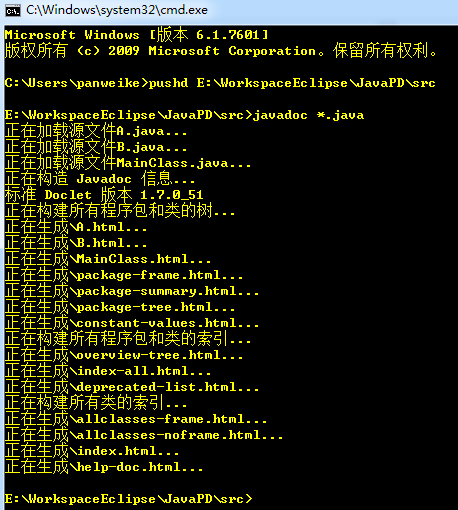 C:\Windows\system32\cmd.exe
Microsoft Windows [版本 6.1.7601]
版权所有 (c) 2009 Microsoft Corporation。保留所有权利。
C:\Users\panweike>pushd E:\WorkspaceEclipse\JavaPD\src
E:\WorkspaceEclipse\JavaPD\src>javadoc *.java
正在加载源文件A.java...
正在加载源文件B.java...
正在加载源文件MainClass.java...
正在构造 Javadoc 信息...
标准 Doclet 版本 1.7.0_51
正在构建所有程序包和类的树...
正在生成\A.html...
正在生成\B.html...
正在生成\MainClass.html...
正在生成\package-frame.html...
正在生成\package-summary.html...
正在生成\package-tree.html...
正在生成\constant-values.html...
正在构建所有程序包和类的索引...
正在生成\overview-tree.html...
正在生成\index-all.html...
正在生成\deprecated-list.html...
正在构建所有类的索引...
正在生成\allclasses-frame.html...
正在生成\allclasses-noframe.html...
正在生成\index.html...
正在生成\help-doc.html...
E:\WorkspaceEclipse\JavaPD\src>